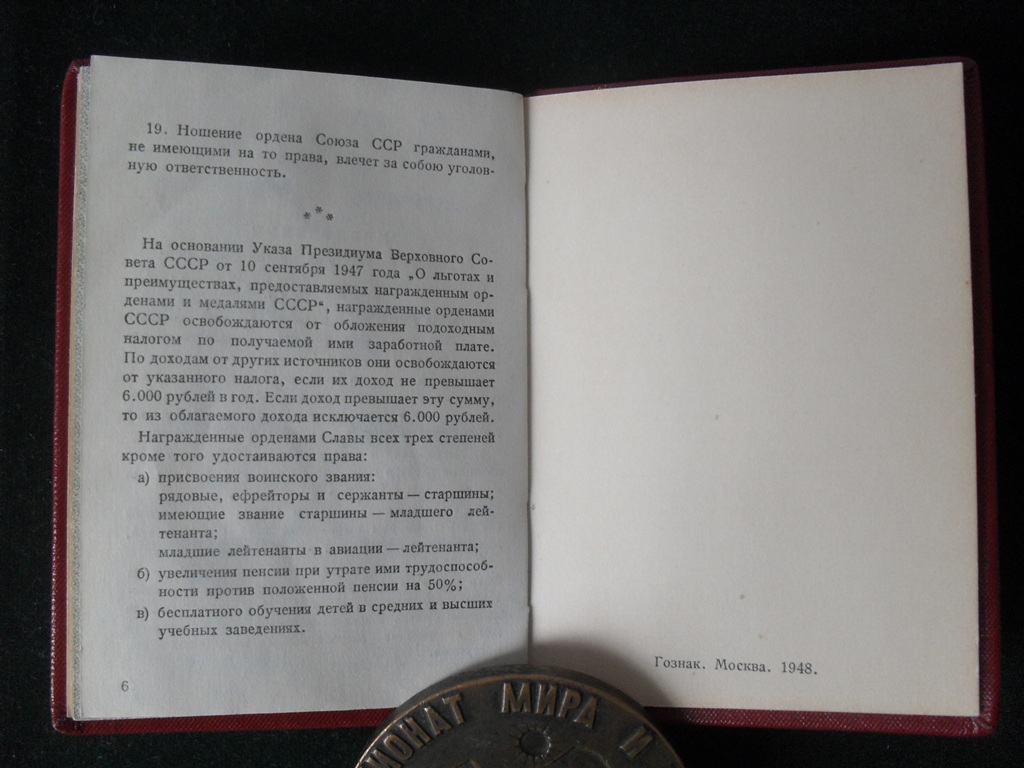 19. Ношение ордена Союза ССР гражданами,
не имеющими на то права, влечет за собою уголов-
ную ответственность.
***
На основании Указа Президиума Верховного Со-
вета СССР от 10 сентября 1947 года „О льготах и
преимуществах, предоставляемых награжденным ор-
денами и медалями СССР“, награжденные орденами
СССР освобождаются от обложения подоходным
налогом по получаемой ими заработной плате.
По доходам от других источников они освобождаются
от указанного налога, если их доход не превышает
6.000 рублей в год. Если доход превышает эту сумму,
то из облагаемого дохода исключается 6.000 рублей.
Награжденные орденами Славы всех трех степеней
кроме того удостаиваются права:
а) присвоения воинского звания:
рядовые, ефрейторы и сержанты — старшины;
имеющие звание старшины — младшего лей-
тенанта;
младшие лейтенанты в авиации — лейтенанта;
б) увеличения пенсии при утрате ими трудоспособ-
ности против положенной пенсии на 50%;
в) бесплатного обучения детей в средних и высших
учебных заведениях.
6
Гознак. Москва. 1948.
ИОНАТ МИРА И